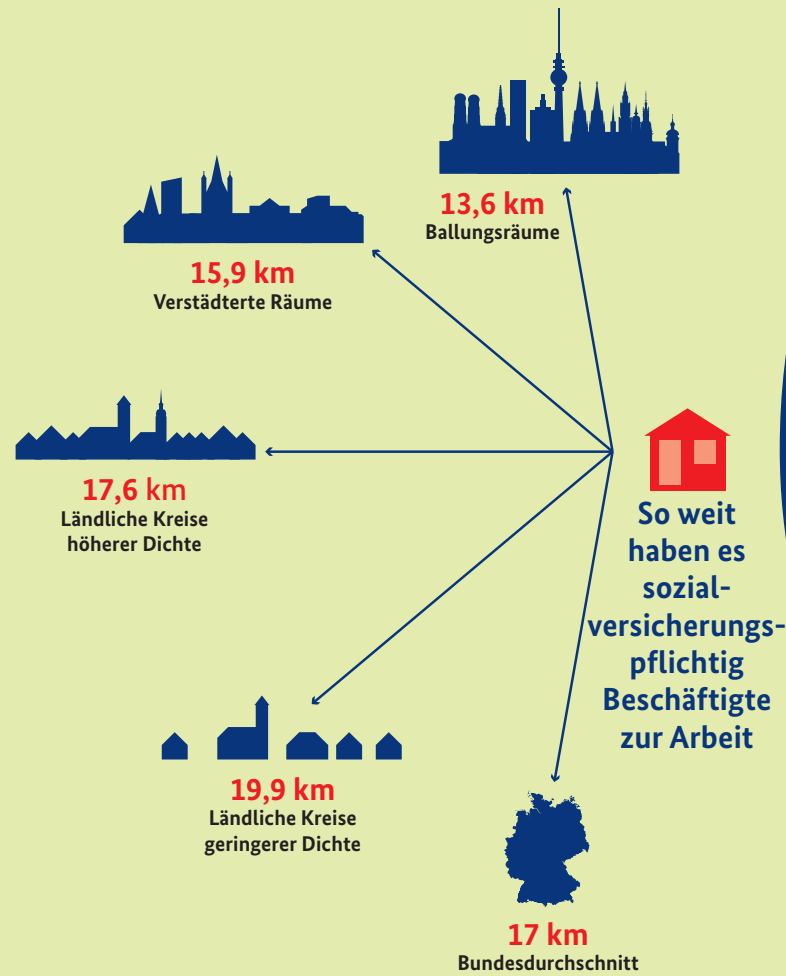 13,6 km
Ballungsräume
15,9 km
Verstädterte Räume
17,6 km
Ländliche Kreise
höherer Dichte
19,9 km
Ländliche Kreise
geringerer Dichte
17 km
Bundesdurchschnitt
So weit
haben es
sozial-
versicherungs-
pflichtig
Beschäftigte
zur Arbeit